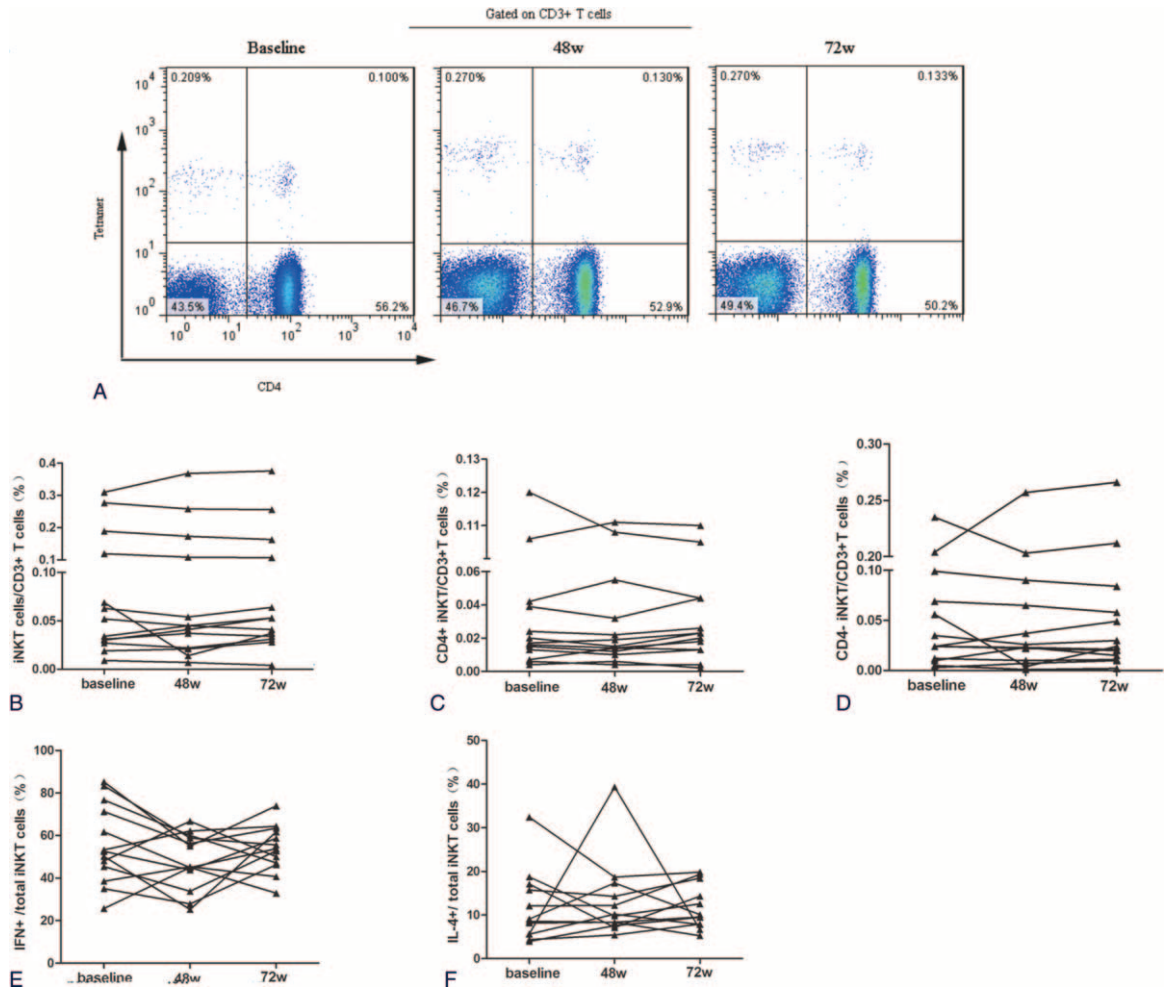 Gated on CD3+ T cells
Baseline
48w
72w
0.209%
0.100%
0.270%
0.130%
0.270%
0.133%
10^4
10^3
10^2
10^1
10^0
43.5%
56.2%
46.7%
52.9%
49.4%
50.2%
10^0
10^1
10^2
10^3
10^4
Tetramer
CD4
A
iNKT cells/CD3+ T cells (%)
0.4
0.3
0.2
0.1
0.10
0.05
0.00
baseline
48w
72w
B
CD4+ iNKT/CD3+T cells (%)
0.13
0.12
0.11
0.06
0.04
0.02
0.00
baseline
48w
72w
C
CD4- iNKT/CD3+T cells (%)
0.30
0.25
0.20
0.10
0.05
0.00
baseline
48w
72w
D
IFN+ /total iNKT cells (%)
100
80
60
40
20
0
baseline
48w
72w
E
IL-4+/ total iNKT cells (%)
50
40
30
20
10
0
baseline
48w
72w
F